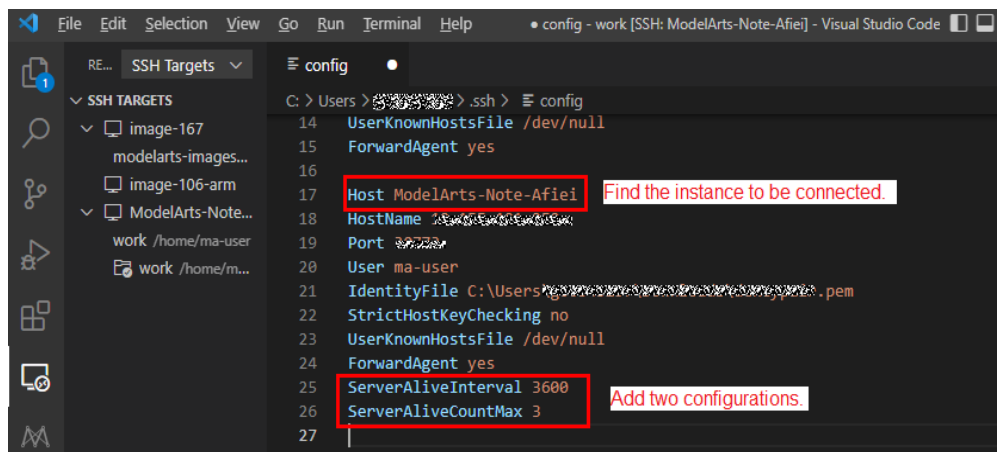 File Edit Selection View Go Run Terminal Help ● config - work [SSH: ModelArts-Note-Afiei] - Visual Studio Code
RE... SSH Targets
config
SSH TARGETS
image-167
modelarts-images...
image-106-arm
ModelArts-Note...
work /home/ma-user
work /home/m...
1
C: > Users > > .ssh > config
14 UserKnownHostsFile /dev/null
15 ForwardAgent yes
16
17 Host ModelArts-Note-Afiei
Find the instance to be connected.
18 HostName
19 Port
20 User ma-user
21 IdentityFile C:\Users .pem
22 StrictHostKeyChecking no
23 UserKnownHostsFile /dev/null
24 ForwardAgent yes
25 ServerAliveInterval 3600
26 ServerAliveCountMax 3
Add two configurations.
27